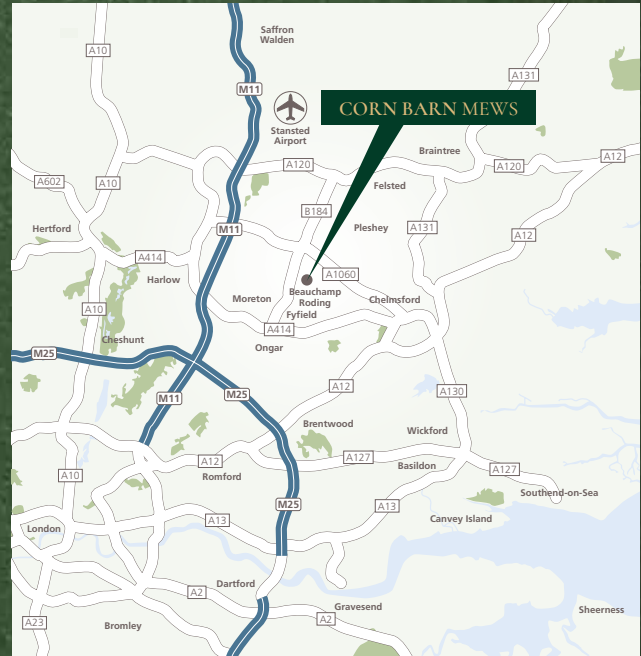 Saffron
Walden
A10
A131
M11
CORN BARN MEWS
Stansted
Airport
Braintree
A12
A120
A120
A602
A10
Felsted
B184
Hertford
M11
Pleshey
A131
A12
A414
Harlow
A1060
Beauchamp
Roding
Moreton
Chelmsford
A10
Fyfield
A414
Cheshunt
Ongar
M25
A12
A130
M11
M25
Brentwood
Wickford
A12
A127
Basildon
A127
A10
Romford
Southend-on-Sea
M25
A13
A13
Canvey Island
London
Dartford
A2
Gravesend
Sheerness
A23
A2
Bromley